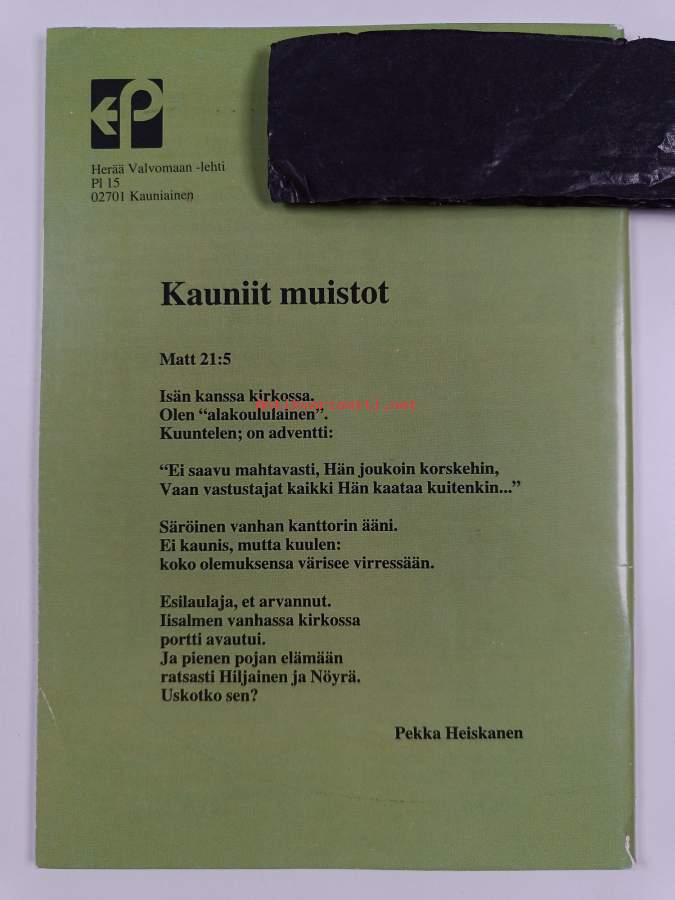 EP
Herää Valvomaan -lehti
Pl 15
02701 Kauniainen
Kauniit muistot
Matt 21:5
Isän kanssa kirkossa.
Olen “alakoululainen”.
Kuuntelen; on adventti:
“Ei saavu mahtavasti, Hän joukoin korskehin,
Vaan vastustajat kaikki Hän kaataa kuitenkin...”
Säröinen vanhan kanttorin ääni.
Ei kaunis, mutta kuulen:
koko olemuksensa värisee virressään.
Esilaulaja, et arvannut.
Iisalmen vanhassa kirkossa
portti avautui.
Ja pienen pojan elämään
ratsasti Hiljainen ja Nöyrä.
Uskotko sen?
Pekka Heiskanen